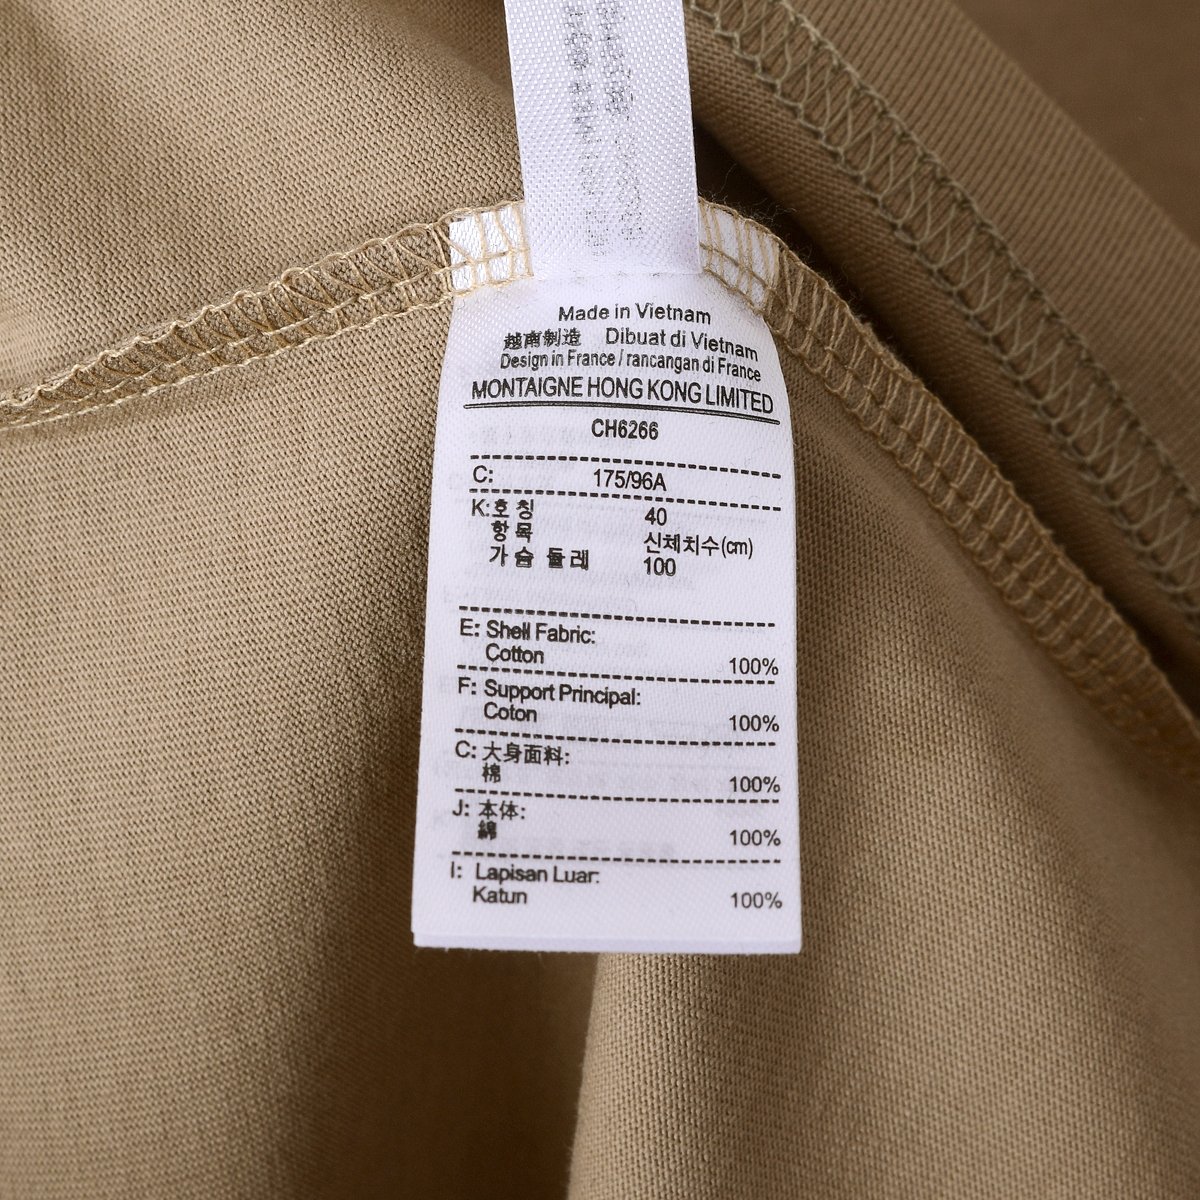 Made in Vietnam
越南制造 Dibuat di Vietnam
Design in France / rancangan di France
MONTAIGNE HONG KONG LIMITED
CH6266
C: 175/96A
K:호 칭 40
항 목 신체치수(cm)
가 슴 둘 레 100
E: Shell Fabric:
Cotton 100%
F: Support Principal:
Coton 100%
C: 大身面料:
棉 100%
J: 本体:
綿 100%
I: Lapisan Luar:
Katun 100%